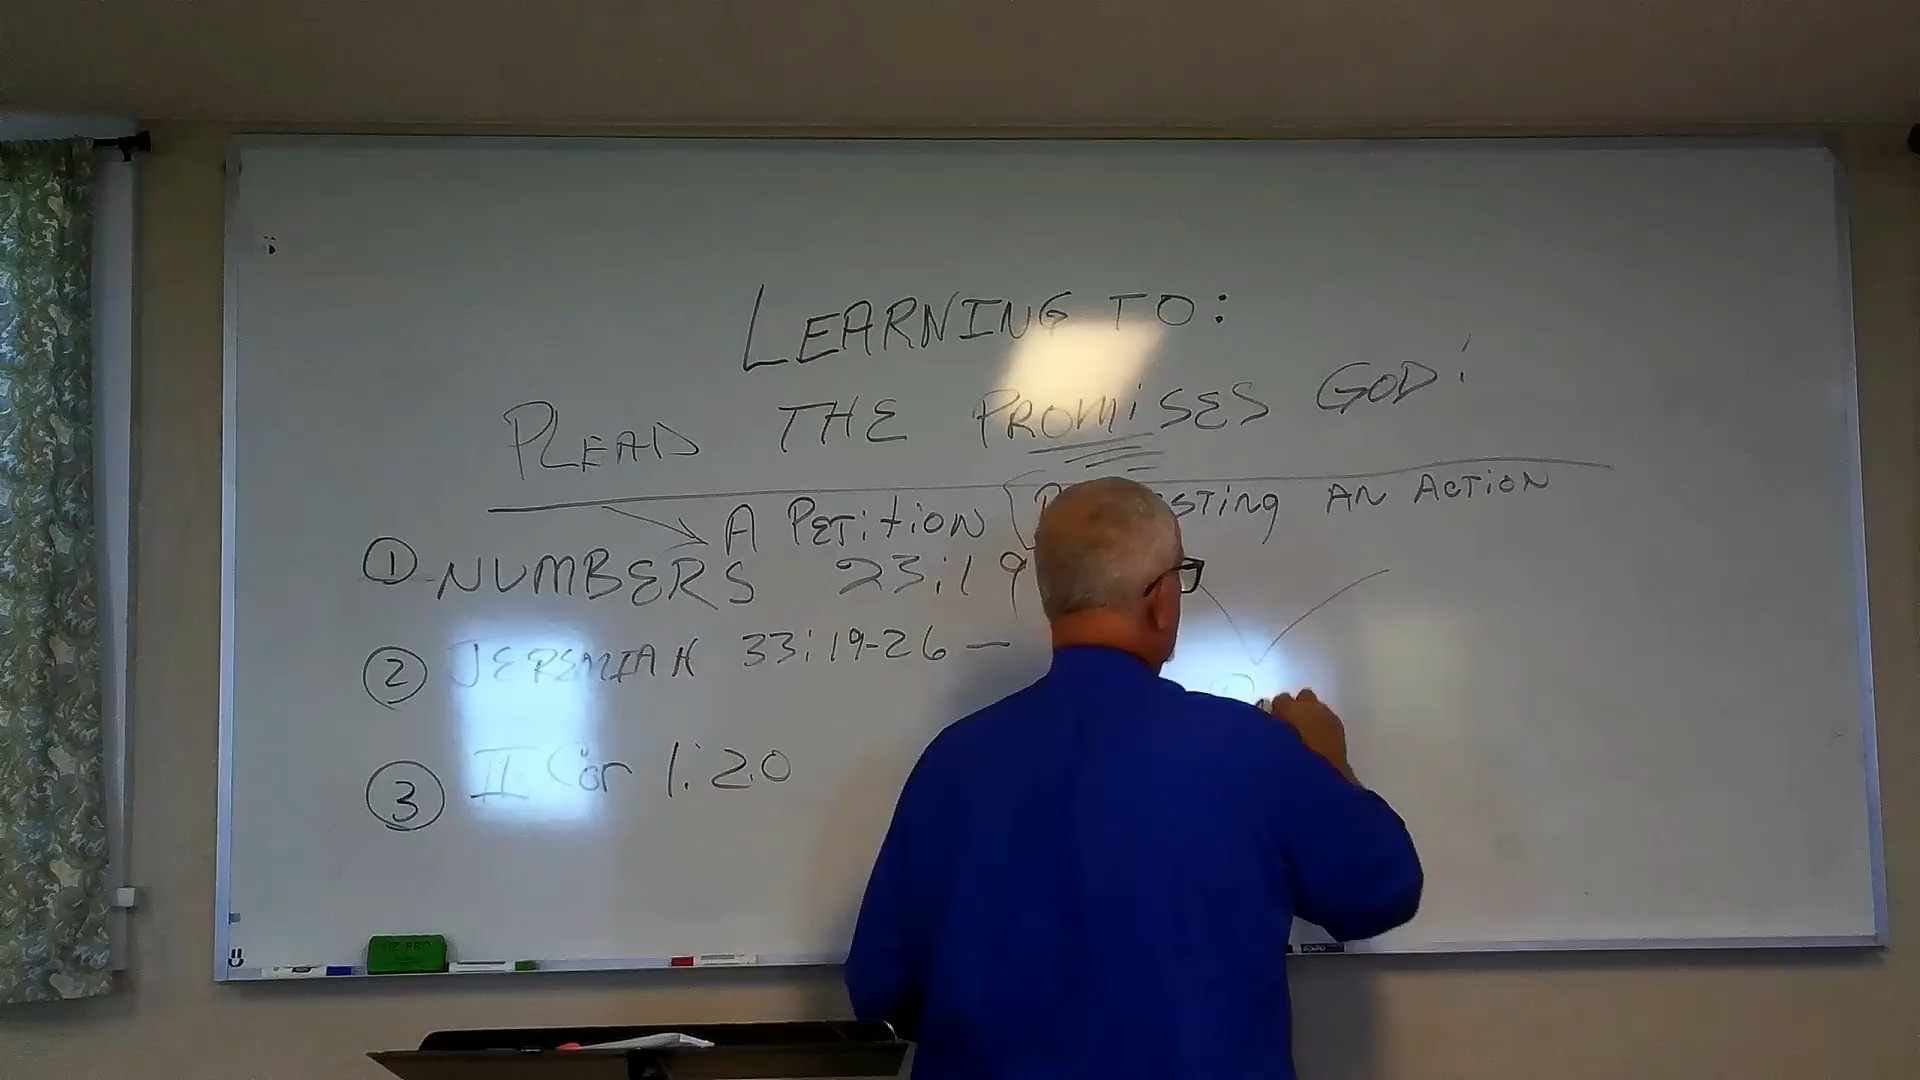 LEARNING TO:
PLEAD THE PROMISES GOD!
A PETITION STING AN ACTION
① NUMBERS 23:19
② JEREMIAH 33:19-26 —
③ II Cor 1:20